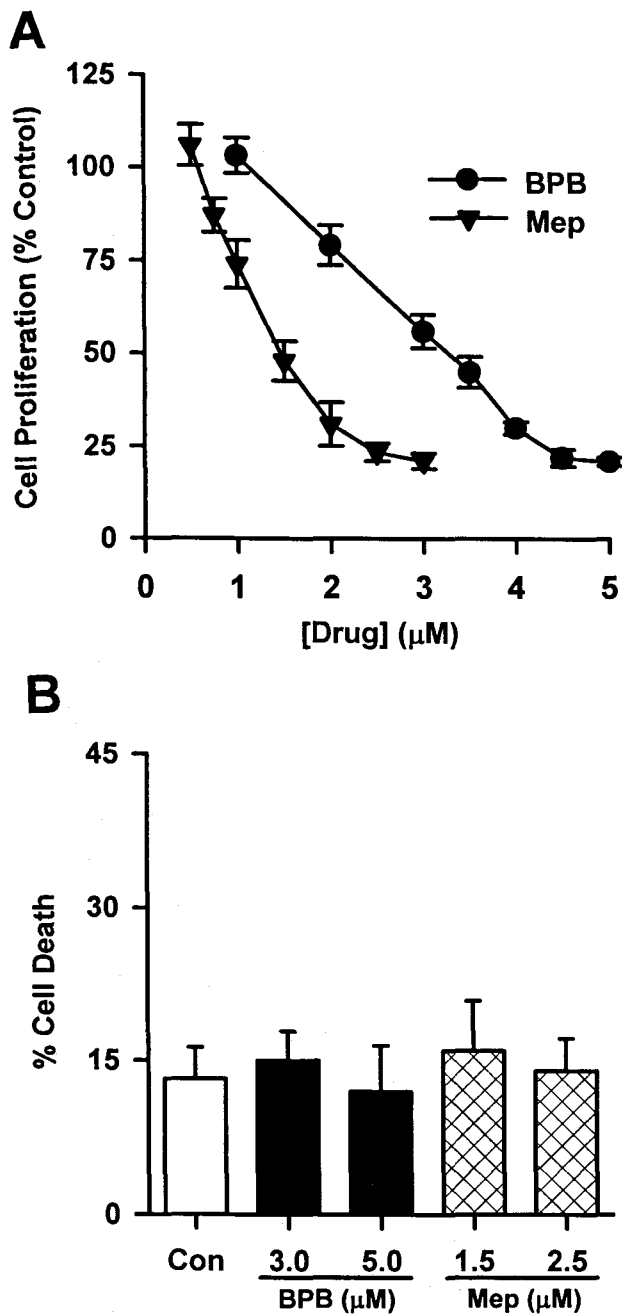 A
Cell Proliferation (% Control)
125
100
75
50
25
0
BPB
Mep
0 1 2 3 4 5
[Drug] (μM)
B
% Cell Death
45
30
15
0
Con 3.0 5.0 1.5 2.5
BPB (μM) Mep (μM)